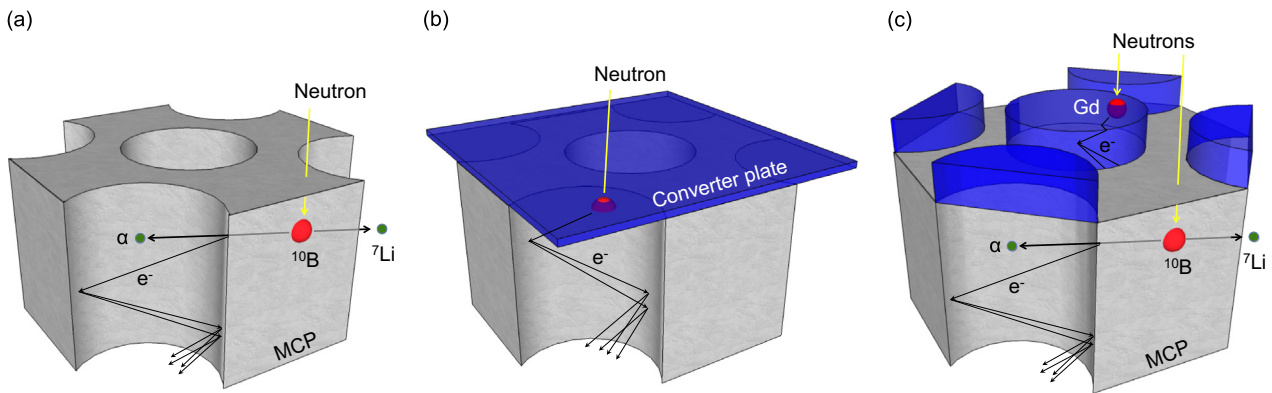 (a)
Neutron
α
¹⁰B
⁷Li
e⁻
MCP
(b)
Neutron
Converter plate
e⁻
(c)
Neutrons
Gd
e⁻
α
¹⁰B
⁷Li
e⁻
MCP